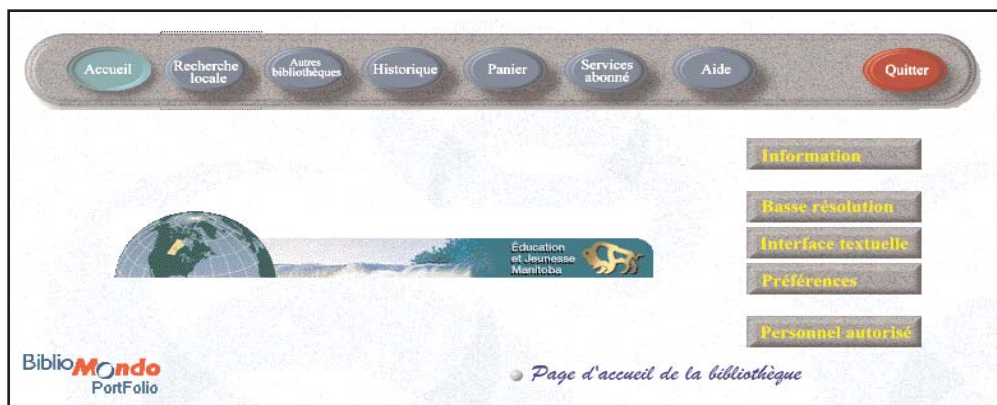 Accueil
Recherche
locale
Autres
bibliothèques
Historique
Panier
Services
abonné
Aide
Quitter
Information
Basse résolution
Interface textuelle
Préférences
Personnel autorisé
Éducation
et Jeunesse
Manitoba
BiblioMondo
PortFolio
Page d'accueil de la bibliothèque